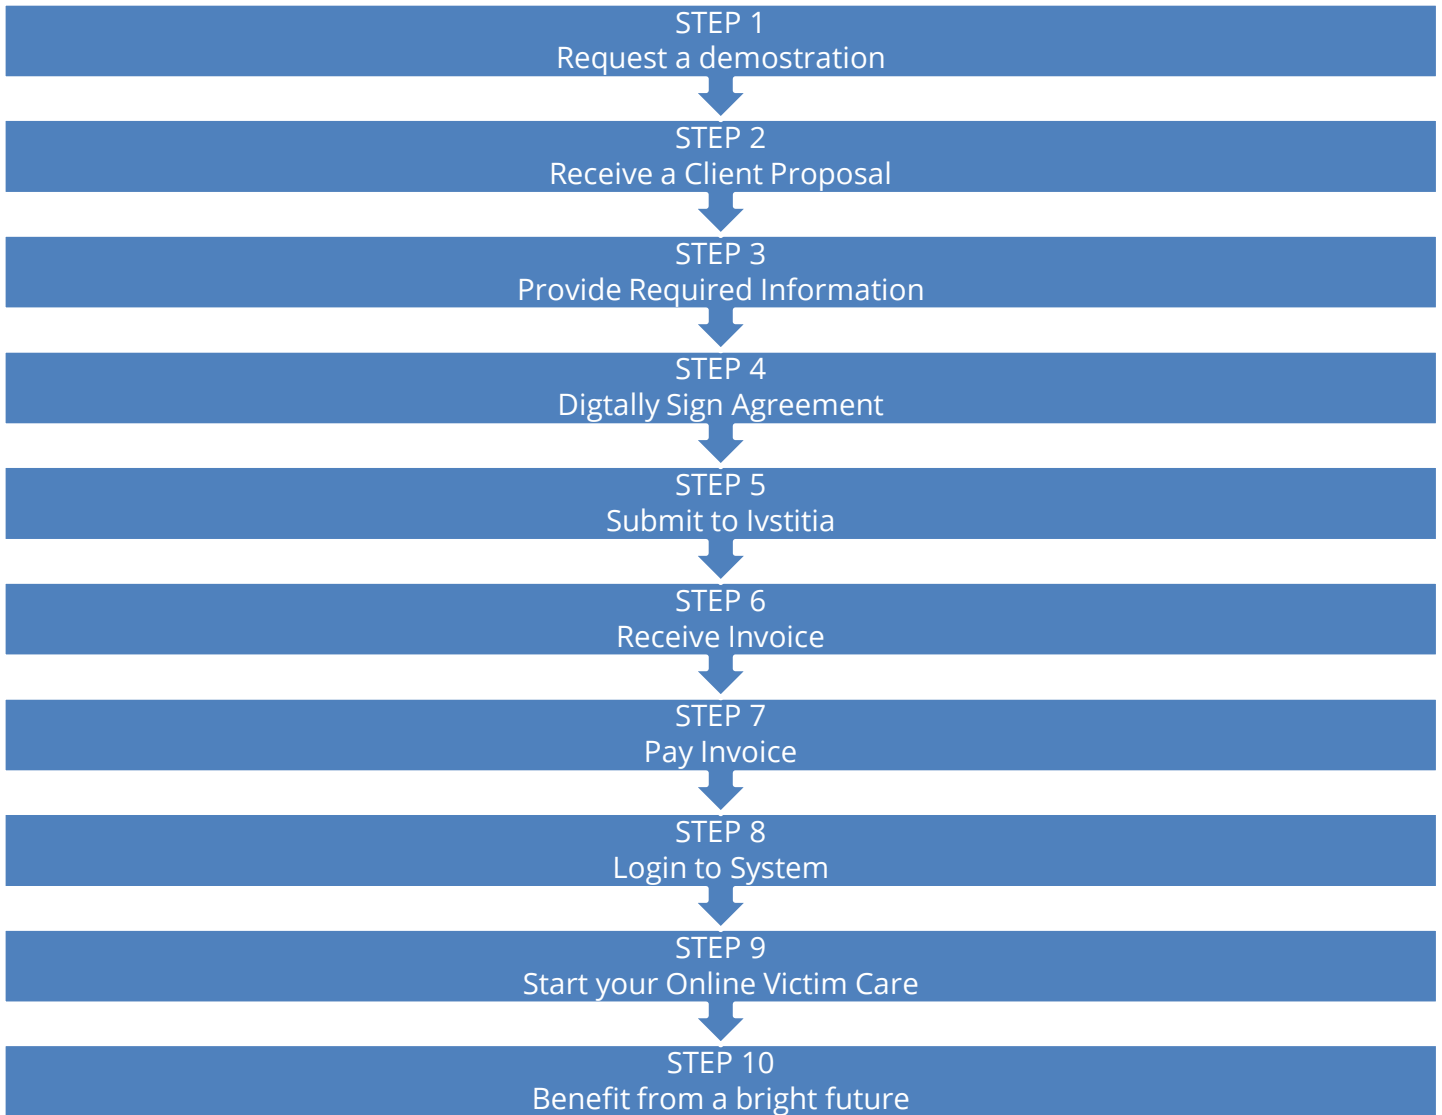 STEP 1
Request a demostration
STEP 2
Receive a Client Proposal
STEP 3
Provide Required Information
STEP 4
Digtally Sign Agreement
STEP 5
Submit to Ivstitia
STEP 6
Receive Invoice
STEP 7
Pay Invoice
STEP 8
Login to System
STEP 9
Start your Online Victim Care
STEP 10
Benefit from a bright future